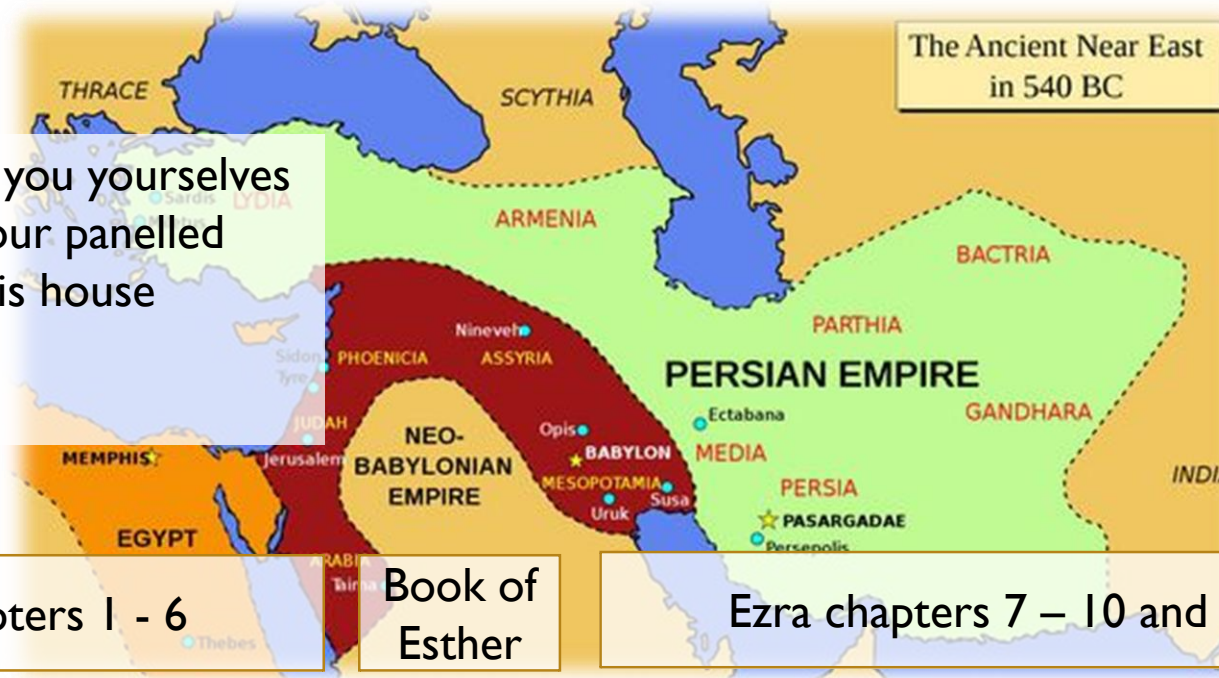 The Ancient Near East
in 540 BC
THRACE
SCYTHIA
you yourselves
our panelled
is house
Sardis
LYDIA
ARMENIA
BACTRIA
PARTHIA
PERSIAN EMPIRE
GANDHARA
Nineveh
ASSYRIA
Sidon
PHOENICIA
Tyre
Ectabana
MEDIA
JUDAH
Jerusalem
NEO-
BABYLONIAN
EMPIRE
Opis
BABYLON
MESOPOTAMIA
Susa
Uruk
MEMPHIS
EGYPT
PERSIA
PASARGADAE
Persepolis
INDI
ARABI
Taima
Thebes
pters 1 - 6
Book of
Esther
Ezra chapters 7 – 10 and